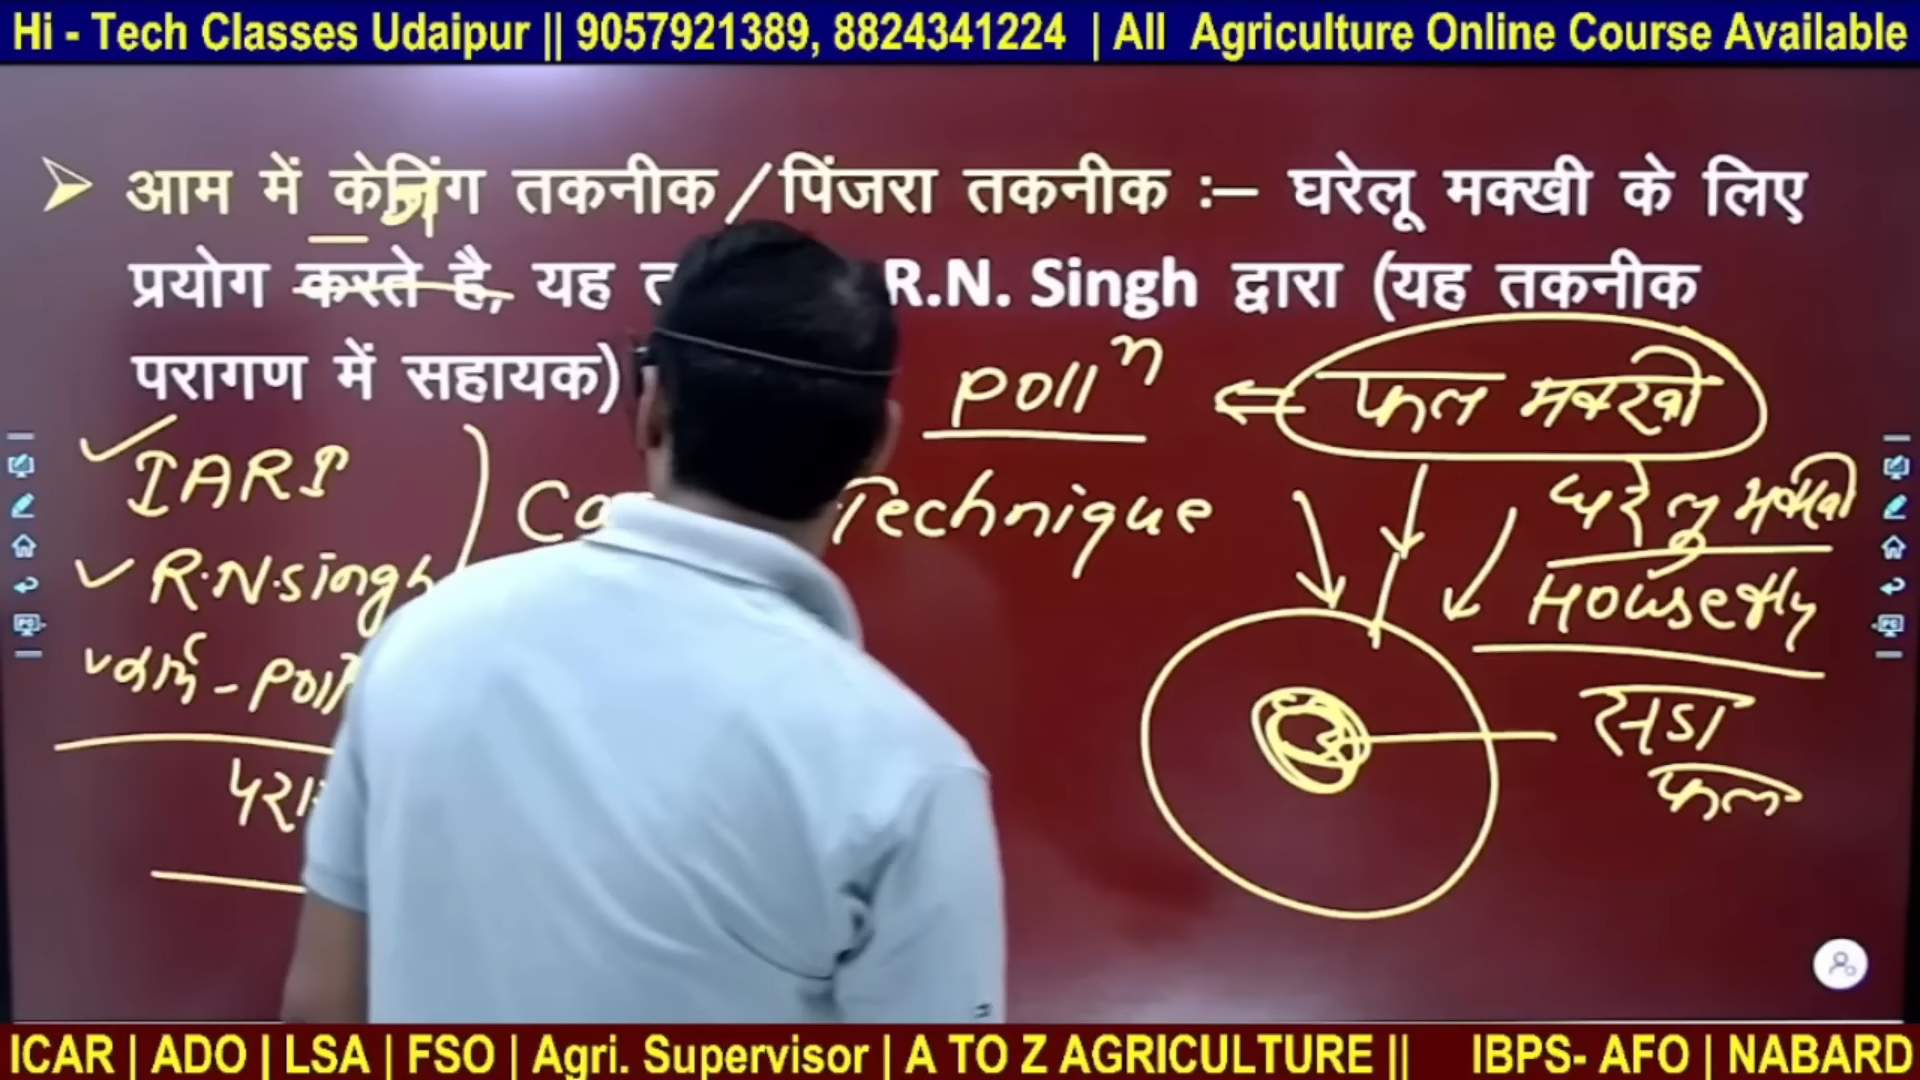 Hi - Tech Classes Udaipur || 9057921389, 8824341224 | All Agriculture Online Course Available
आम में केजिंग तकनीक/पिंजरा तकनीक :– घरेलू मक्खी के लिए
प्रयोग करते है, यह R.N. Singh द्वारा (यह तकनीक
परागण में सहायक)
pollⁿ ⇐ फल मक्खी
IARI
Technique
घरेलू मक्खी
R.N.singh
Housefly
कार्य - poll
सडा
फल
ICAR | ADO | LSA | FSO | Agri. Supervisor | A TO Z AGRICULTURE || IBPS- AFO | NABARD